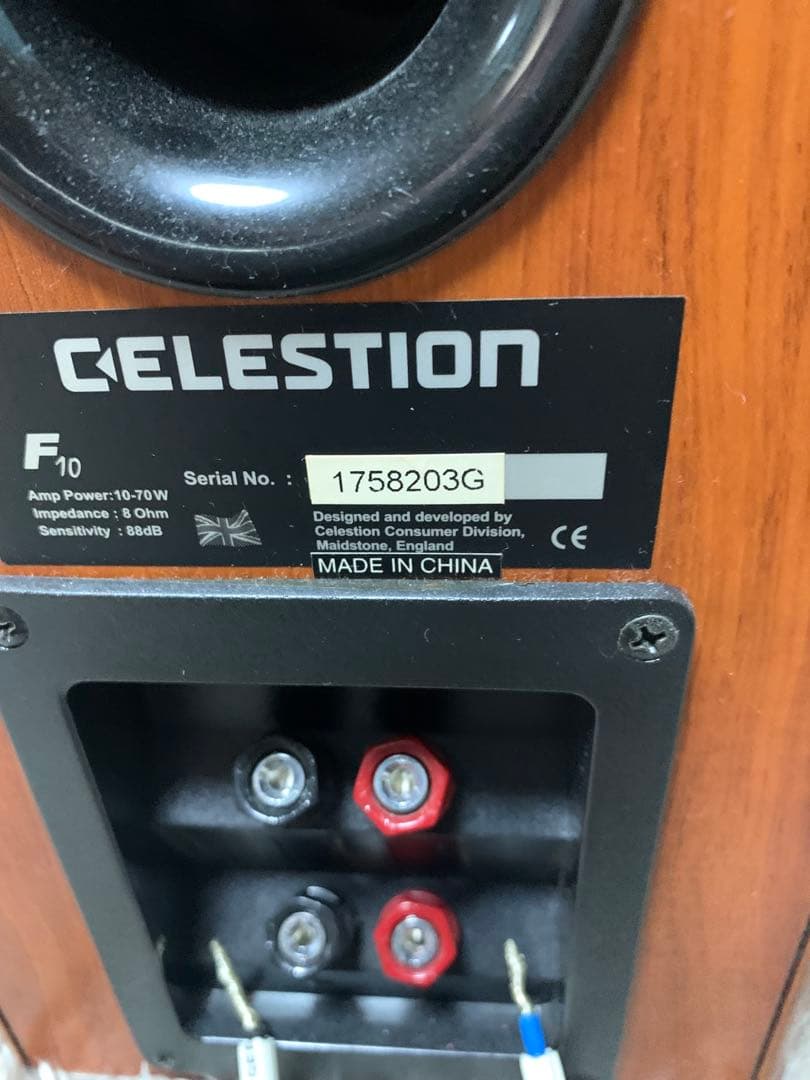 CELESTION
F10
Amp Power:10-70W
Impedance : 8 Ohm
Sensitivity : 88dB
Serial No. : 1758203G
Designed and developed by
Celestion Consumer Division,
Maidstone, England
MADE IN CHINA
CE